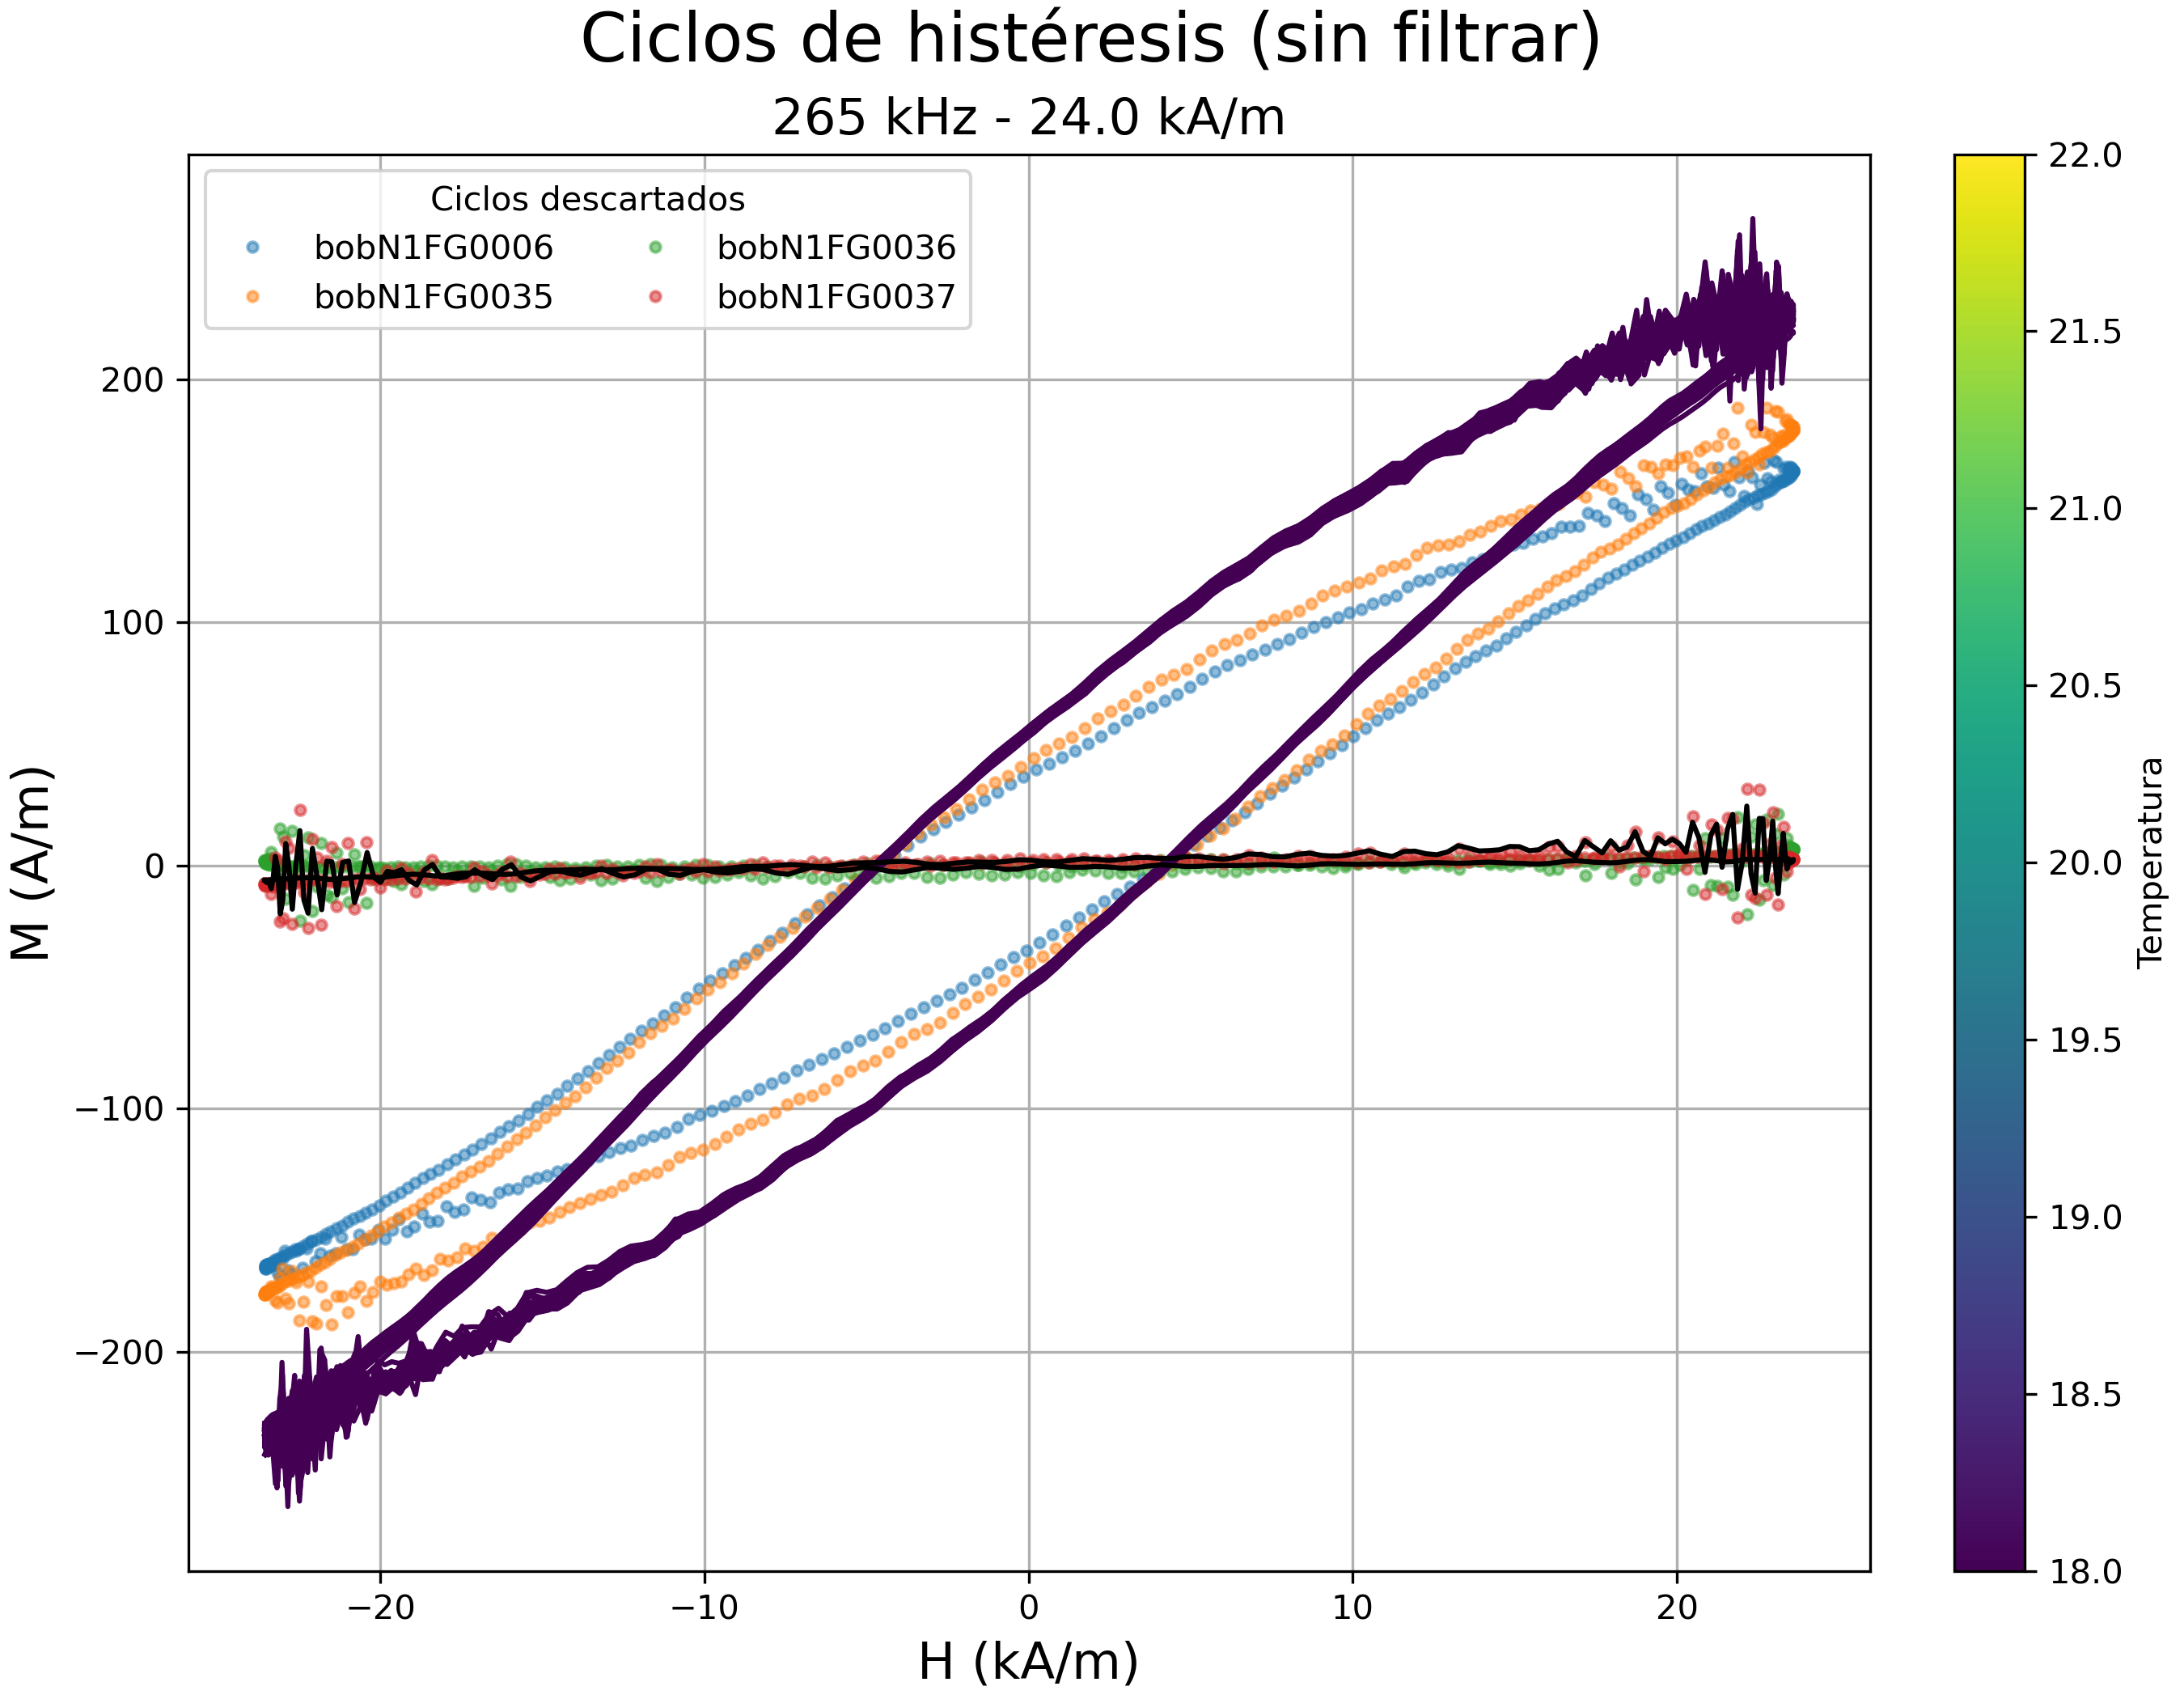 Ciclos de histéresis (sin filtrar)
265 kHz - 24.0 kA/m
Ciclos descartados
bobN1FG0006
bobN1FG0035
bobN1FG0036
bobN1FG0037
200
100
0
−100
−200
M (A/m)
−20
−10
0
10
20
H (kA/m)
22.0
21.5
21.0
20.5
20.0
19.5
19.0
18.5
18.0
Temperatura